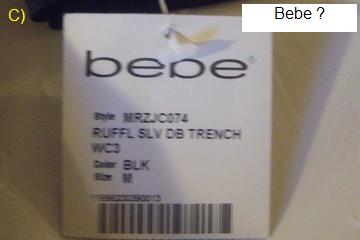 C)
Bebe ?
bebe®
Style MRZJC074
RUFFL SLV DB TRENCH
WC3
Color BLK
Size M